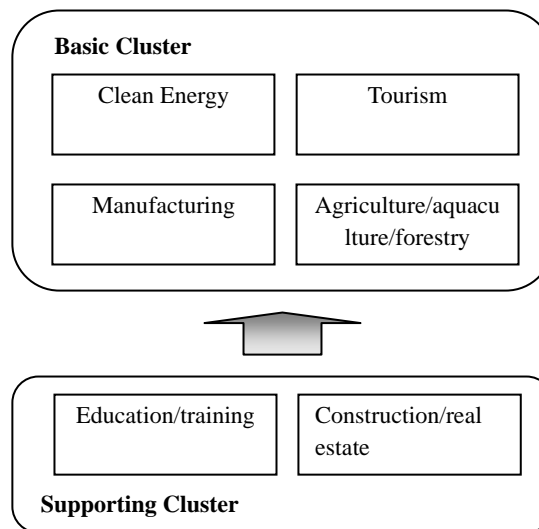 Basic Cluster
Clean Energy
Tourism
Manufacturing
Agriculture/aquacu
lture/forestry
Education/training
Construction/real
estate
Supporting Cluster